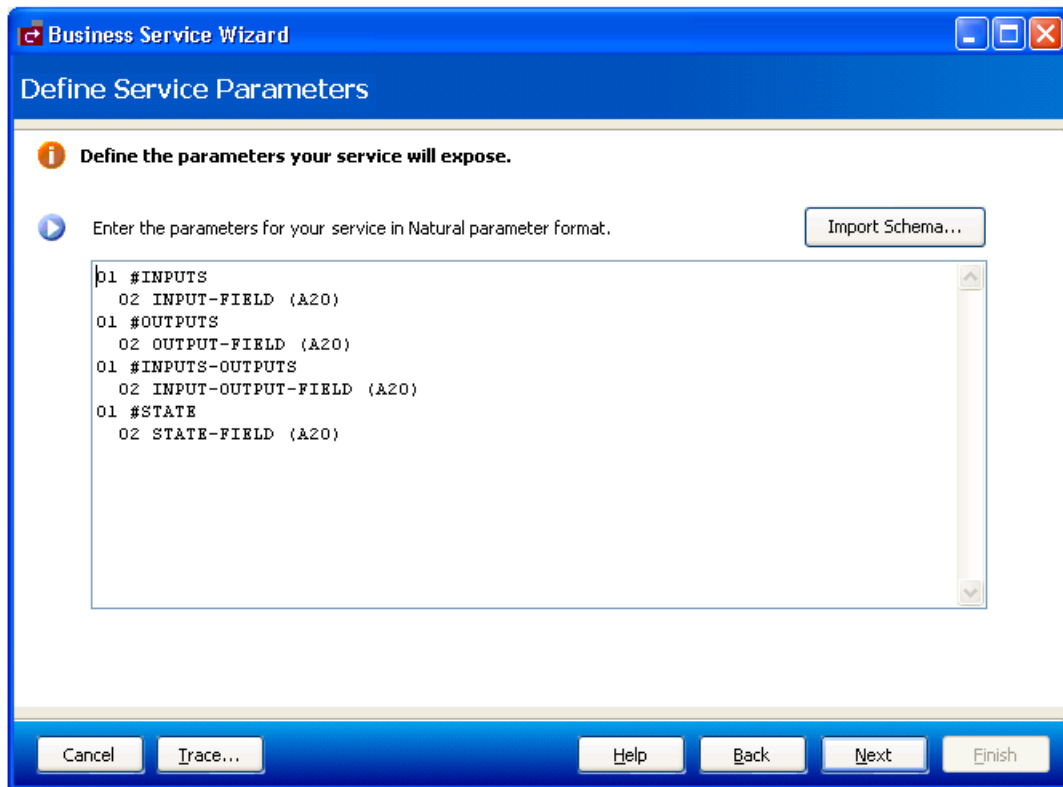 Business Service Wizard
Define Service Parameters
Define the parameters your service will expose.
Enter the parameters for your service in Natural parameter format.
Import Schema...
01 #INPUTS
  02 INPUT-FIELD (A20)
01 #OUTPUTS
  02 OUTPUT-FIELD (A20)
01 #INPUTS-OUTPUTS
  02 INPUT-OUTPUT-FIELD (A20)
01 #STATE
  02 STATE-FIELD (A20)
Cancel Trace... Help Back Next Finish